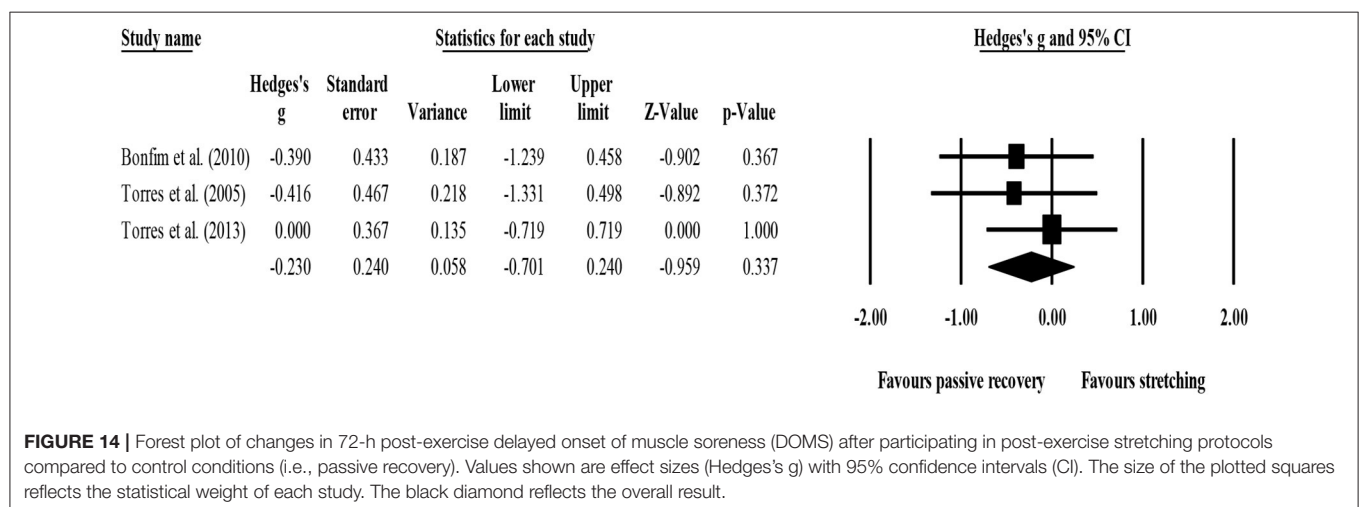 Study name Statistics for each study Hedges's g and 95% CI
Hedges's Standard Lower Upper
g error Variance limit limit Z-Value p-Value
Bonfim et al. (2010) -0.390 0.433 0.187 -1.239 0.458 -0.902 0.367
Torres et al. (2005) -0.416 0.467 0.218 -1.331 0.498 -0.892 0.372
Torres et al. (2013) 0.000 0.367 0.135 -0.719 0.719 0.000 1.000
-0.230 0.240 0.058 -0.701 0.240 -0.959 0.337
-2.00 -1.00 0.00 1.00 2.00
Favours passive recovery Favours stretching
FIGURE 14 | Forest plot of changes in 72-h post-exercise delayed onset of muscle soreness (DOMS) after participating in post-exercise stretching protocols
compared to control conditions (i.e., passive recovery). Values shown are effect sizes (Hedges's g) with 95% confidence intervals (CI). The size of the plotted squares
reflects the statistical weight of each study. The black diamond reflects the overall result.